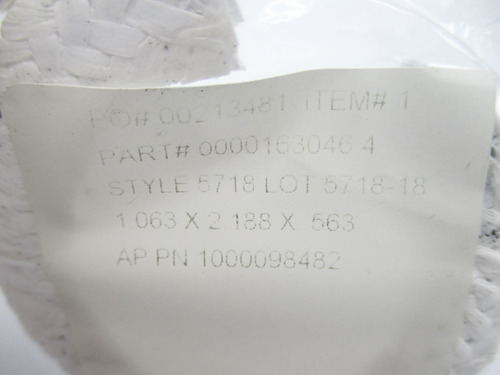 PO# 00213481 ITEM# 1
PART# 0000163046 4
STYLE 5718 LOT 5718-18
1 063 X 2 188 X 563
AP PN 1000098482